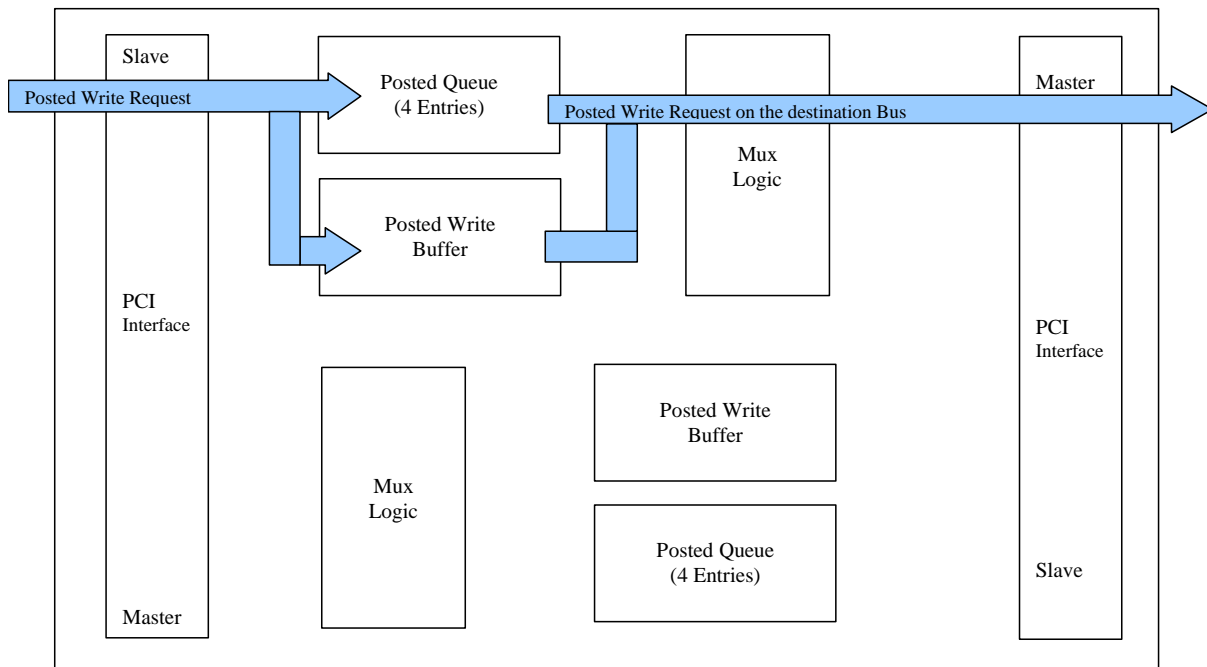 Slave
Posted Write Request
Posted Queue
(4 Entries)
Master
Posted Write Request on the destination Bus
Mux
Logic
Posted Write
Buffer
PCI
Interface
PCI
Interface
Posted Write
Buffer
Mux
Logic
Posted Queue
(4 Entries)
Slave
Master